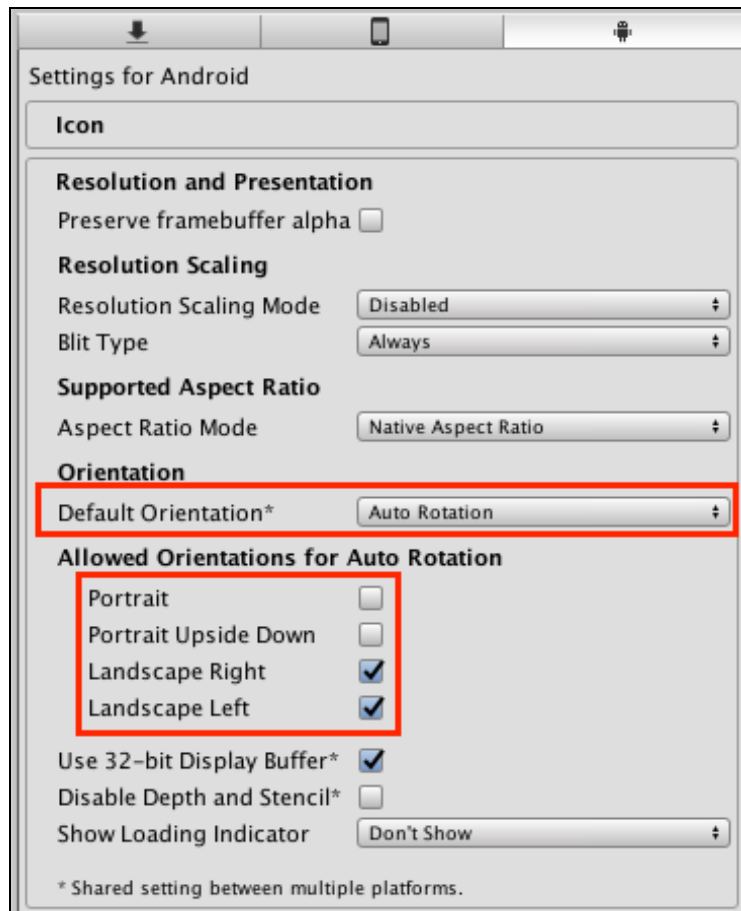 Settings for Android
Icon
Resolution and Presentation
Preserve framebuffer alpha
Resolution Scaling
Resolution Scaling Mode Disabled
Blit Type Always
Supported Aspect Ratio
Aspect Ratio Mode Native Aspect Ratio
Orientation
Default Orientation* Auto Rotation
Allowed Orientations for Auto Rotation
Portrait
Portrait Upside Down
Landscape Right
Landscape Left
Use 32-bit Display Buffer*
Disable Depth and Stencil*
Show Loading Indicator Don't Show
* Shared setting between multiple platforms.